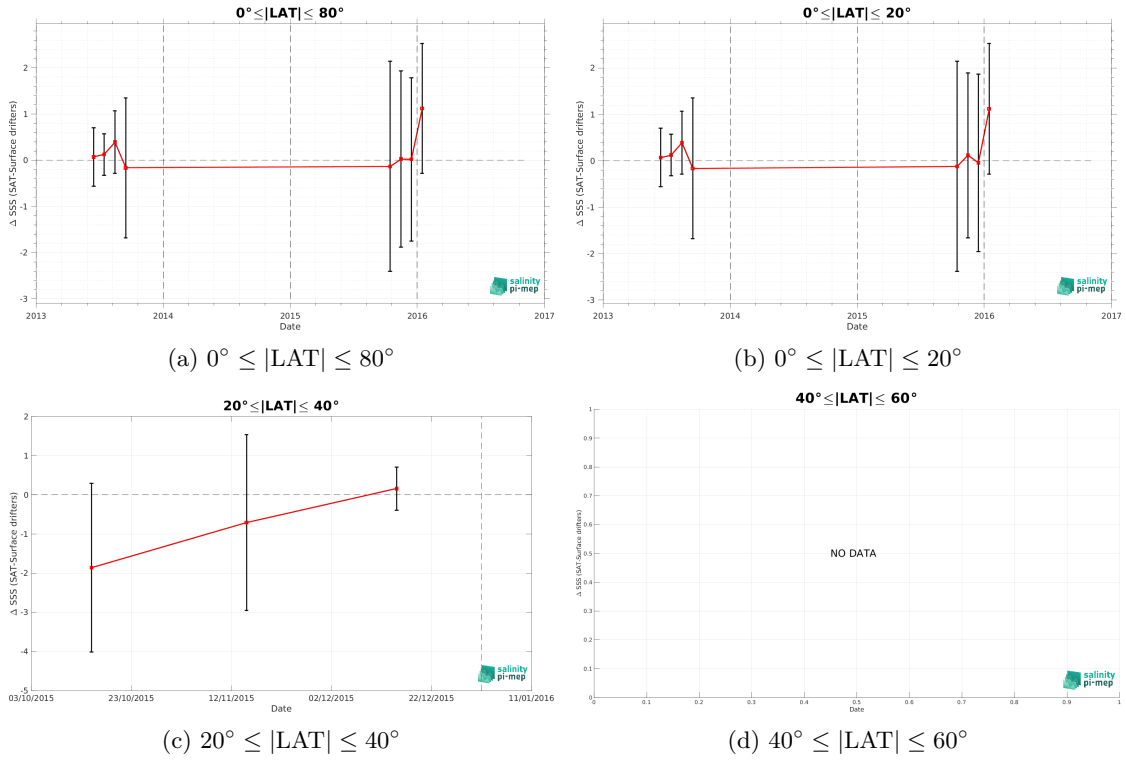 0°≤|LAT|≤ 80°
Δ SSS (SAT-Surface drifters)
2
1
0
-1
-2
-3
2013
2014
2015
2016
2017
Date
salinity
pi-mep
(a) 0° ≤ |LAT| ≤ 80°
0°≤|LAT|≤ 20°
Δ SSS (SAT-Surface drifters)
2
1
0
-1
-2
-3
2013
2014
2015
2016
2017
Date
salinity
pi-mep
(b) 0° ≤ |LAT| ≤ 20°
20°≤|LAT|≤ 40°
Δ SSS (SAT-Surface drifters)
2
1
0
-1
-2
-3
-4
-5
03/10/2015
23/10/2015
12/11/2015
02/12/2015
22/12/2015
11/01/2016
Date
salinity
pi-mep
(c) 20° ≤ |LAT| ≤ 40°
40°≤|LAT|≤ 60°
Δ SSS (SAT-Surface drifters)
1
0.9
0.8
0.7
0.6
0.5
0.4
0.3
0.2
0.1
0
NO DATA
0
0.1
0.2
0.3
0.4
0.5
0.6
0.7
0.8
0.9
1
Date
salinity
pi-mep
(d) 40° ≤ |LAT| ≤ 60°